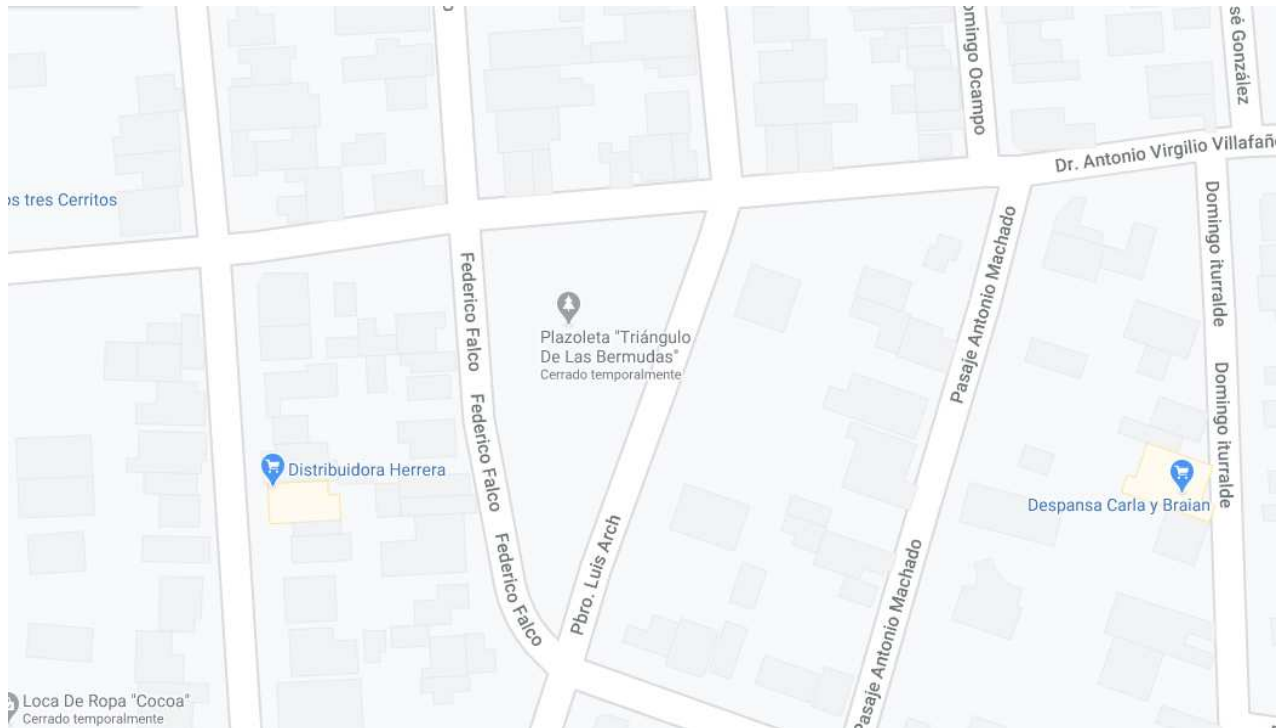 omingo Ocampo
sé González
Dr. Antonio Virgilio Villafañ
os tres Cerritos
Federico Falco
Plazoleta "Triángulo
De Las Bermudas"
Cerrado temporalmente
Pasaje Antonio Machado
Domingo iturralde
Domingo iturralde
Federico Falco
Distribuidora Herrera
Despansa Carla y Braian
Federico Falco
Pbro. Luis Arch
Pasaje Antonio Machado
Loca De Ropa "Cocoa"
Cerrado temporalmente